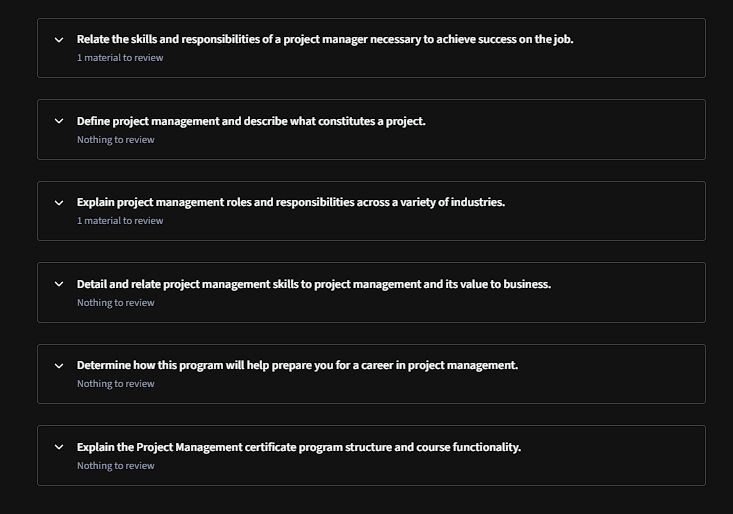 Relate the skills and responsibilities of a project manager necessary to achieve success on the job.
1 material to review
Define project management and describe what constitutes a project.
Nothing to review
Explain project management roles and responsibilities across a variety of industries.
1 material to review
Detail and relate project management skills to project management and its value to business.
Nothing to review
Determine how this program will help prepare you for a career in project management.
Nothing to review
Explain the Project Management certificate program structure and course functionality.
Nothing to review